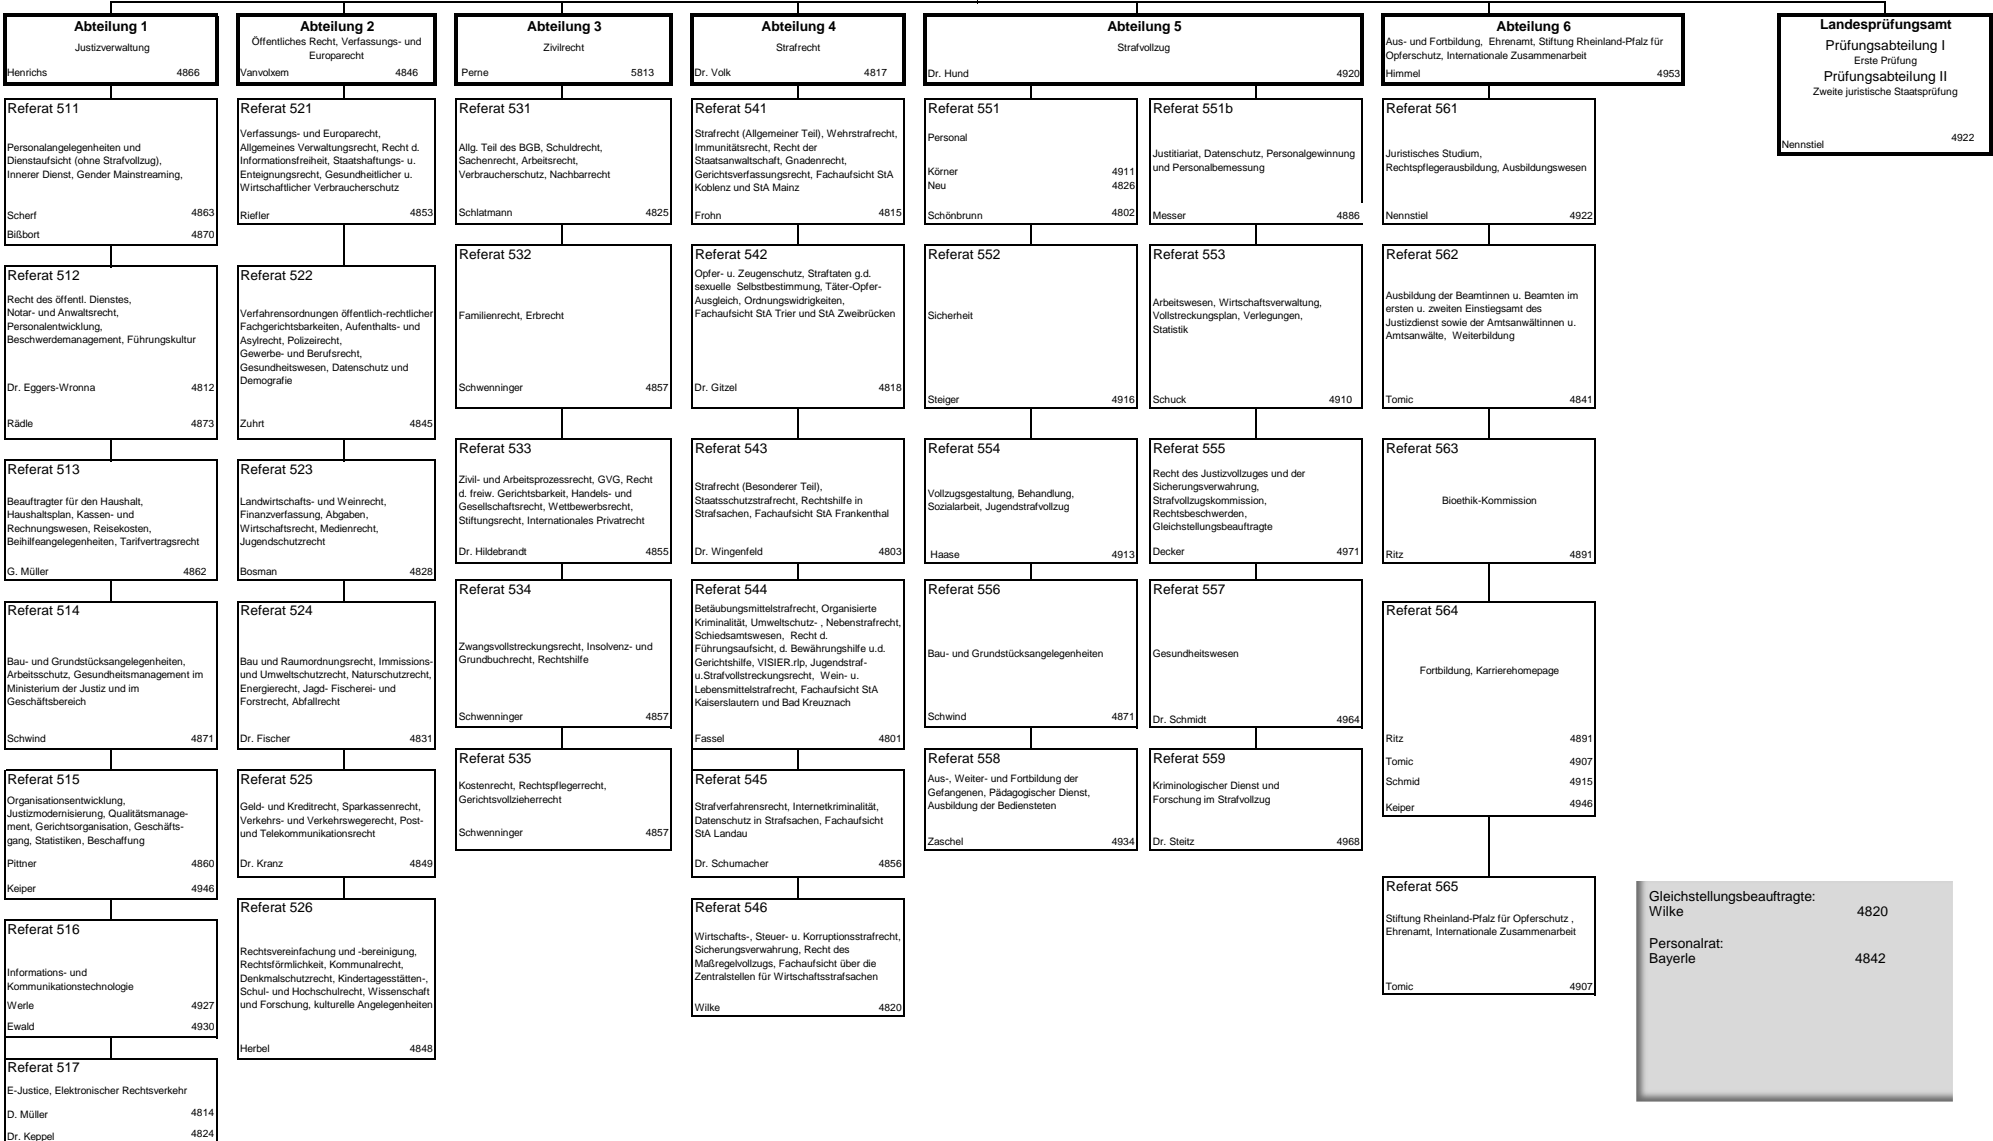 Abteilung 1
Justizverwaltung
Henrichs 4866
Referat 511
Personalangelegenheiten und
Dienstaufsicht (ohne Strafvollzug),
Innerer Dienst, Gender Mainstreaming,
Scherf 4863
Bißbort 4870
Referat 512
Recht des öffentl. Dienstes,
Notar- und Anwaltsrecht,
Personalentwicklung,
Beschwerdemanagement, Führungskultur
Dr. Eggers-Wronna 4812
Rädle 4873
Referat 513
Beauftragter für den Haushalt,
Haushaltsplan, Kassen- und
Rechnungswesen, Reisekosten,
Beihilfeangelegenheiten, Tarifvertragsrecht
G. Müller 4862
Referat 514
Bau- und Grundstücksangelegenheiten,
Arbeitsschutz, Gesundheitsmanagement im
Ministerium der Justiz und im
Geschäftsbereich
Schwind 4871
Referat 515
Organisationsentwicklung,
Justizmodernisierung, Qualitätsmanage-
ment, Gerichtsorganisation, Geschäfts-
gang, Statistiken, Beschaffung
Pittner 4860
Keiper 4946
Referat 516
Informations- und
Kommunikationstechnologie
Werle 4927
Ewald 4930
Referat 517
E-Justice, Elektronischer Rechtsverkehr
D. Müller 4814
Dr. Keppel 4824
Abteilung 2
Öffentliches Recht, Verfassungs- und
Europarecht
Vanvolxem 4846
Referat 521
Verfassungs- und Europarecht,
Allgemeines Verwaltungsrecht, Recht d.
Informationsfreiheit, Staatshaftungs- u.
Enteignungsrecht, Gesundheitlicher u.
Wirtschaftlicher Verbraucherschutz
Riefler 4853
Referat 522
Verfahrensordnungen öffentlich-rechtlicher
Fachgerichtsbarkeiten, Aufenthalts- und
Asylrecht, Polizeirecht,
Gewerbe- und Berufsrecht,
Gesundheitswesen, Datenschutz und
Demografie
Zuhrt 4845
Referat 523
Landwirtschafts- und Weinrecht,
Finanzverfassung, Abgaben,
Wirtschaftsrecht, Medienrecht,
Jugendschutzrecht
Bosman 4828
Referat 524
Bau und Raumordnungsrecht, Immissions-
und Umweltschutzrecht, Naturschutzrecht,
Energierecht, Jagd- Fischerei- und
Forstrecht, Abfallrecht
Dr. Fischer 4831
Referat 525
Geld- und Kreditrecht, Sparkassenrecht,
Verkehrs- und Verkehrswegerecht, Post-
und Telekommunikationsrecht
Dr. Kranz 4849
Referat 526
Rechtsvereinfachung und -bereinigung,
Rechtsförmlichkeit, Kommunalrecht,
Denkmalschutzrecht, Kindertagesstätten-,
Schul- und Hochschulrecht, Wissenschaft
und Forschung, kulturelle Angelegenheiten
Herbel 4848
Abteilung 3
Zivilrecht
Perne 5813
Referat 531
Allg. Teil des BGB, Schuldrecht,
Sachenrecht, Arbeitsrecht,
Verbraucherschutz, Nachbarrecht
Schlatmann 4825
Referat 532
Familienrecht, Erbrecht
Schwenninger 4857
Referat 533
Zivil- und Arbeitsprozessrecht, GVG, Recht
d. freiw. Gerichtsbarkeit, Handels- und
Gesellschaftsrecht, Wettbewerbsrecht,
Stiftungsrecht, Internationales Privatrecht
Dr. Hildebrandt 4855
Referat 534
Zwangsvollstreckungsrecht, Insolvenz- und
Grundbuchrecht, Rechtshilfe
Schwenninger 4857
Referat 535
Kostenrecht, Rechtspflegerrecht,
Gerichtsvollzieherrecht
Schwenninger 4857
Abteilung 4
Strafrecht
Dr. Volk 4817
Referat 541
Strafrecht (Allgemeiner Teil), Wehrstrafrecht,
Immunitätsrecht, Recht der
Staatsanwaltschaft, Gnadenrecht,
Gerichtsverfassungsrecht, Fachaufsicht StA
Koblenz und StA Mainz
Frohn 4815
Referat 542
Opfer- u. Zeugenschutz, Straftaten g.d.
sexuelle Selbstbestimmung, Täter-Opfer-
Ausgleich, Ordnungswidrigkeiten,
Fachaufsicht StA Trier und StA Zweibrücken
Dr. Gitzel 4818
Referat 543
Strafrecht (Besonderer Teil),
Staatsschutzstrafrecht, Rechtshilfe in
Strafsachen, Fachaufsicht StA Frankenthal
Dr. Wingenfeld 4803
Referat 544
Betäubungsmittelstrafrecht, Organisierte
Kriminalität, Umweltschutz- , Nebenstrafrecht,
Schiedsamtswesen, Recht d.
Führungsaufsicht, d. Bewährungshilfe u.d.
Gerichtshilfe, VISIER.rlp, Jugendstraf-
u.Strafvollstreckungsrecht, Wein- u.
Lebensmittelstrafrecht, Fachaufsicht StA
Kaiserslautern und Bad Kreuznach
Fassel 4801
Referat 545
Strafverfahrensrecht, Internetkriminalität,
Datenschutz in Strafsachen, Fachaufsicht
StA Landau
Dr. Schumacher 4856
Referat 546
Wirtschafts-, Steuer- u. Korruptionsstrafrecht,
Sicherungsverwahrung, Recht des
Maßregelvollzugs, Fachaufsicht über die
Zentralstellen für Wirtschaftsstrafsachen
Wilke 4820
Abteilung 5
Strafvollzug
Dr. Hund 4920
Referat 551
Personal
Körner 4911
Neu 4826
Schönbrunn 4802
Referat 551b
Justitiariat, Datenschutz, Personalgewinnung
und Personalbemessung
Messer 4886
Referat 552
Sicherheit
Steiger 4916
Referat 553
Arbeitswesen, Wirtschaftsverwaltung,
Vollstreckungsplan, Verlegungen,
Statistik
Schuck 4910
Referat 554
Vollzugsgestaltung, Behandlung,
Sozialarbeit, Jugendstrafvollzug
Haase 4913
Referat 555
Recht des Justizvollzuges und der
Sicherungsverwahrung,
Strafvollzugskommission,
Rechtsbeschwerden,
Gleichstellungsbeauftragte
Decker 4971
Referat 556
Bau- und Grundstücksangelegenheiten
Schwind 4871
Referat 557
Gesundheitswesen
Dr. Schmidt 4964
Referat 558
Aus-, Weiter- und Fortbildung der
Gefangenen, Pädagogischer Dienst,
Ausbildung der Bediensteten
Zaschel 4934
Referat 559
Kriminologischer Dienst und
Forschung im Strafvollzug
Dr. Steitz 4968
Abteilung 6
Aus- und Fortbildung, Ehrenamt, Stiftung Rheinland-Pfalz für
Opferschutz, Internationale Zusammenarbeit
Himmel 4953
Referat 561
Juristisches Studium,
Rechtspflegerausbildung, Ausbildungswesen
Nennstiel 4922
Referat 562
Ausbildung der Beamtinnen u. Beamten im
ersten u. zweiten Einstiegsamt des
Justizdienst sowie der Amtsanwältinnen u.
Amtsanwälte, Weiterbildung
Tomic 4841
Referat 563
Bioethik-Kommission
Ritz 4891
Referat 564
Fortbildung, Karrierehomepage
Ritz 4891
Tomic 4907
Schmid 4915
Keiper 4946
Referat 565
Stiftung Rheinland-Pfalz für Opferschutz ,
Ehrenamt, Internationale Zusammenarbeit
Tomic 4907
Landesprüfungsamt
Prüfungsabteilung I
Erste Prüfung
Prüfungsabteilung II
Zweite juristische Staatsprüfung
Nennstiel 4922
Gleichstellungsbeauftragte:
Wilke 4820
Personalrat:
Bayerle 4842